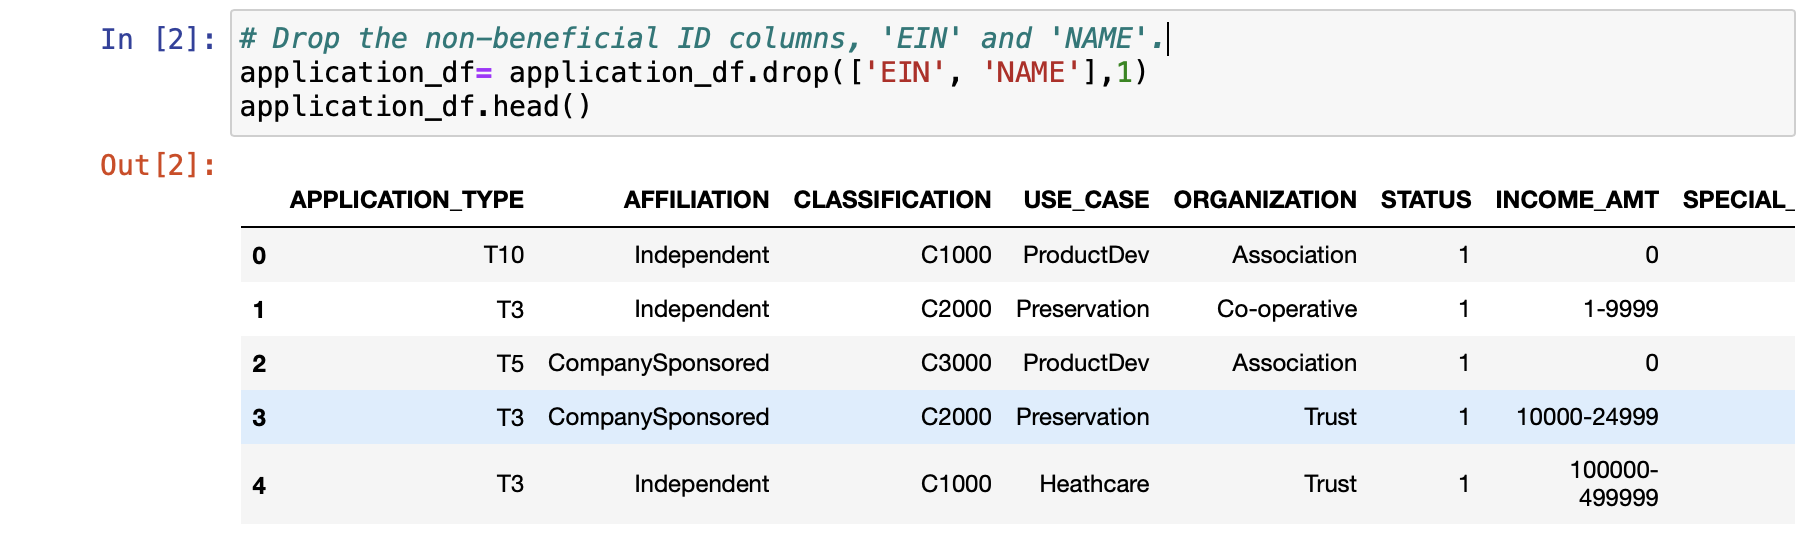 In [2]: # Drop the non-beneficial ID columns, 'EIN' and 'NAME'.
application_df= application_df.drop(['EIN', 'NAME'],1)
application_df.head()
Out[2]:
APPLICATION_TYPE AFFILIATION CLASSIFICATION USE_CASE ORGANIZATION STATUS INCOME_AMT SPECIAL_
0 T10 Independent C1000 ProductDev Association 1 0
1 T3 Independent C2000 Preservation Co-operative 1 1-9999
2 T5 CompanySponsored C3000 ProductDev Association 1 0
3 T3 CompanySponsored C2000 Preservation Trust 1 10000-24999
4 T3 Independent C1000 Heathcare Trust 1 100000-
499999